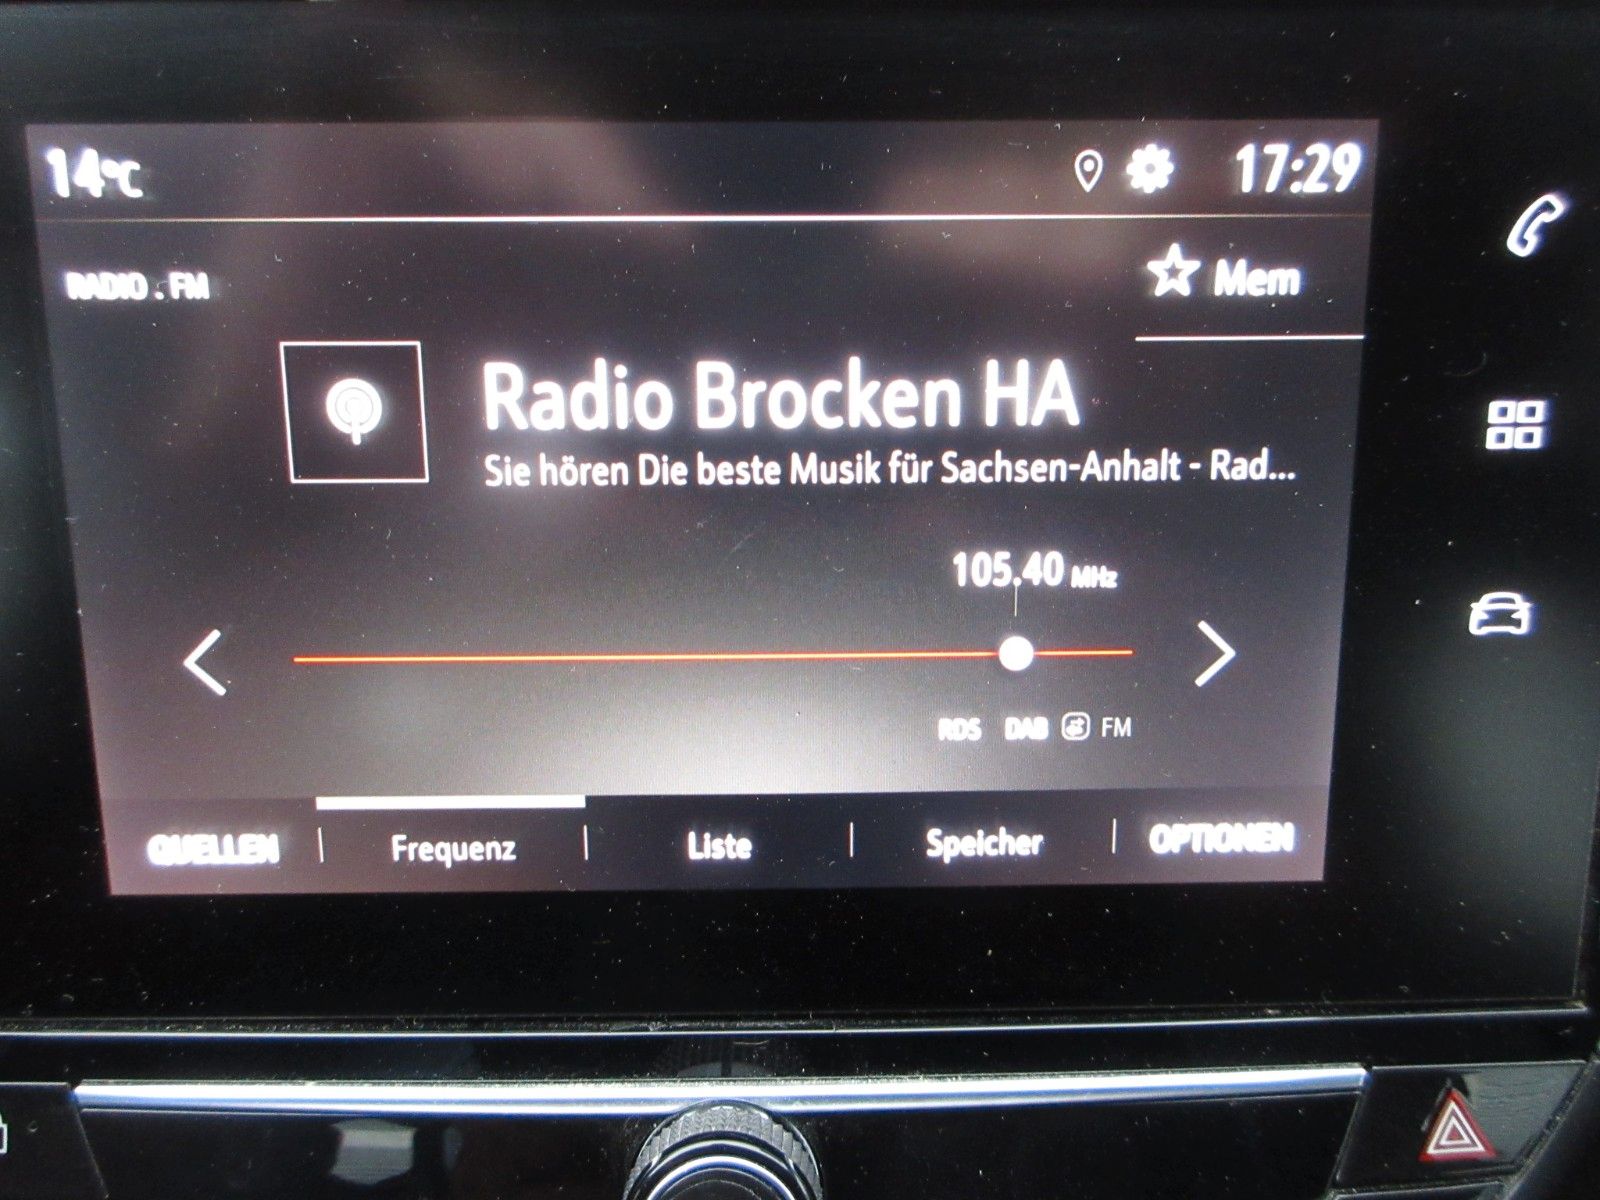 14°C 17:29
RADIO . FM
Mem
Radio Brocken HA
Sie hören Die beste Musik für Sachsen-Anhalt - Rad...
105.40 MHz
RDS DAB FM
QUELLEN Frequenz Liste Speicher OPTIONEN